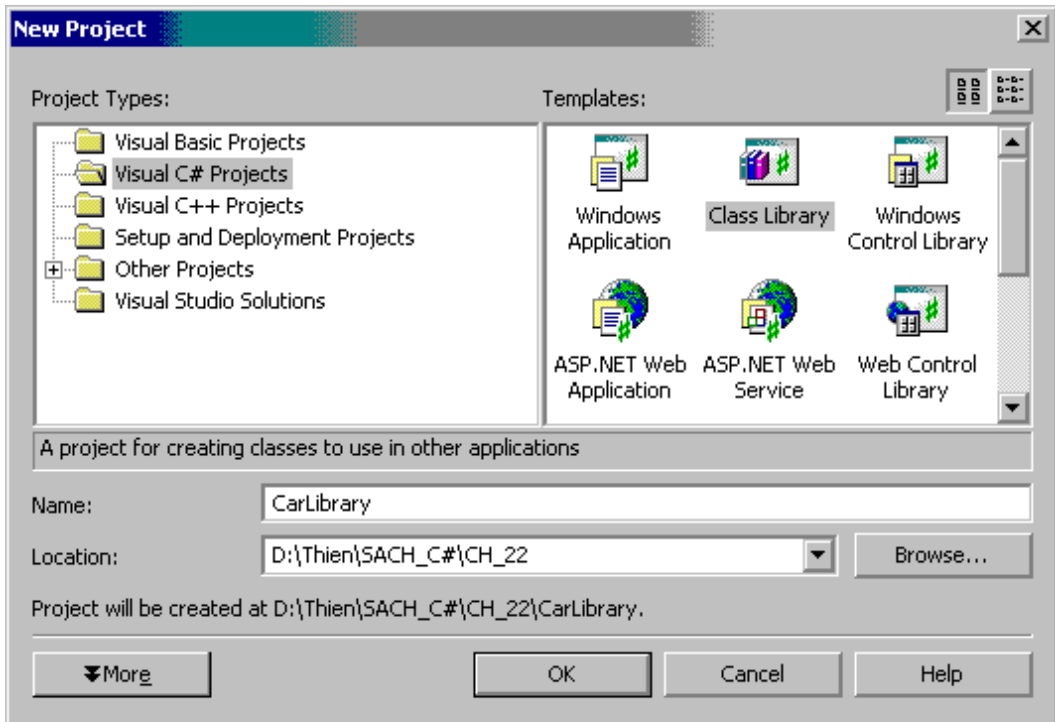 New Project
Project Types:
Templates:
Visual Basic Projects
Visual C# Projects
Visual C++ Projects
Setup and Deployment Projects
Other Projects
Visual Studio Solutions
Windows
Application
Class Library
Windows
Control Library
ASP.NET Web
Application
ASP.NET Web
Service
Web Control
Library
A project for creating classes to use in other applications
Name:
CarLibrary
Location:
D:\Thien\SACH_C#\CH_22
Browse...
Project will be created at D:\Thien\SACH_C#\CH_22\CarLibrary.
More
OK
Cancel
Help